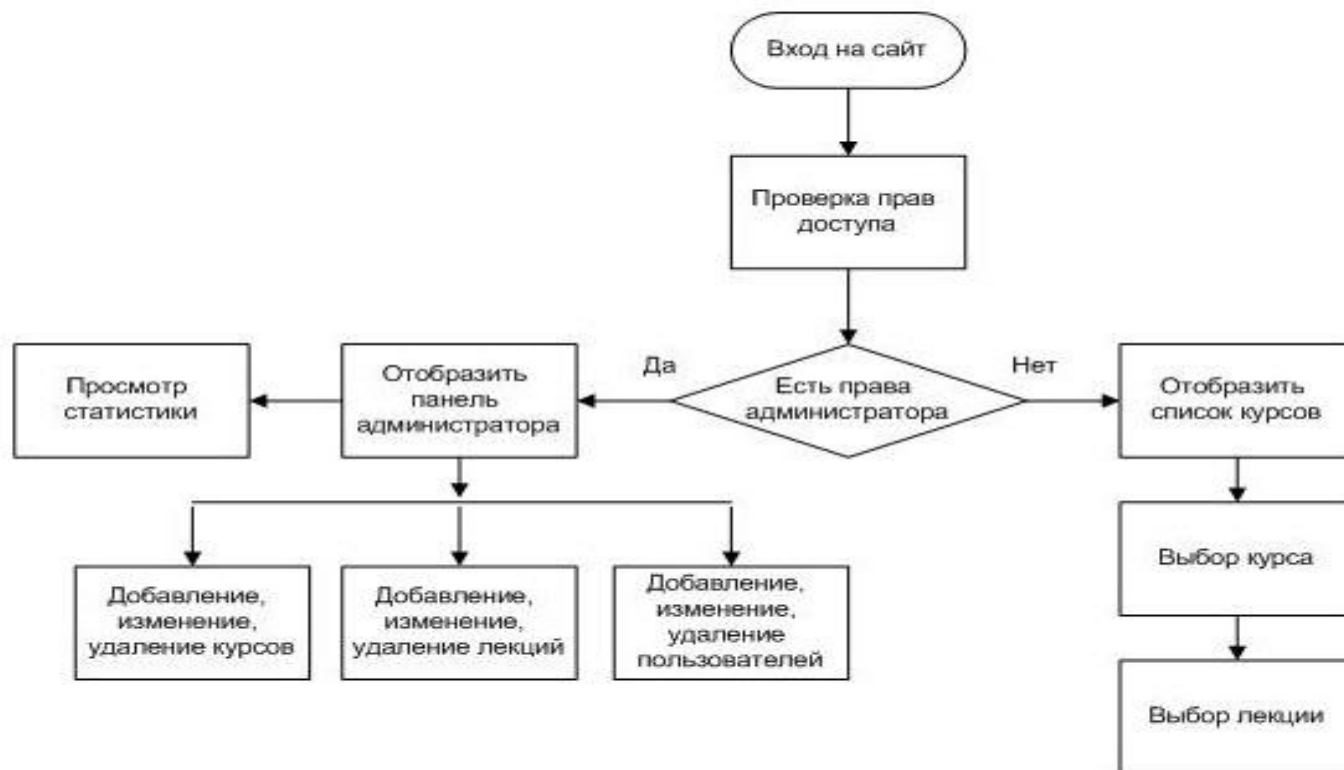 Вход на сайт
Проверка прав
доступа
Да
Нет
Просмотр
статистики
Отобразить
панель
администратора
Есть права
администратора
Отобразить
список курсов
Выбор курса
Добавление,
изменение,
удаление курсов
Добавление,
изменение,
удаление лекций
Добавление,
изменение,
удаление
пользователей
Выбор лекции